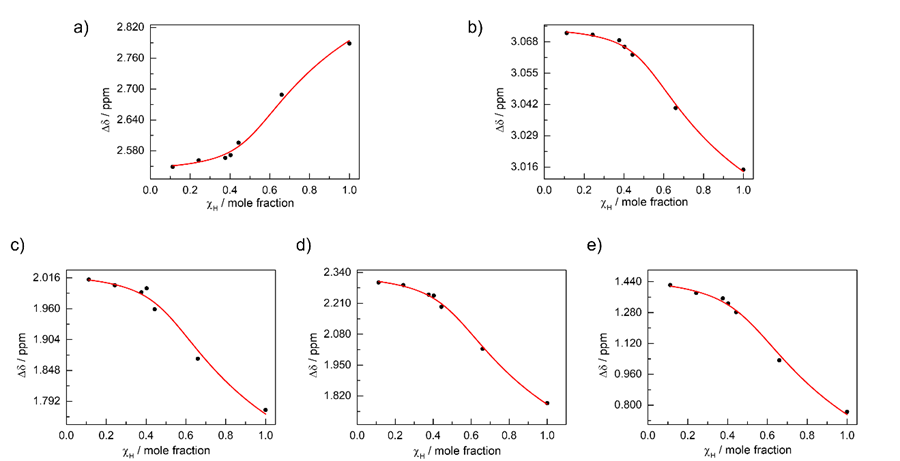 a)
2.820
2.760
2.700
2.640
2.580
Δδ / ppm
0.0 0.2 0.4 0.6 0.8 1.0
χH / mole fraction
b)
3.068
3.055
3.042
3.029
3.016
Δδ / ppm
0.0 0.2 0.4 0.6 0.8 1.0
χH / mole fraction
c)
2.016
1.960
1.904
1.848
1.792
Δδ / ppm
0.0 0.2 0.4 0.6 0.8 1.0
χH / mole fraction
d)
2.340
2.210
2.080
1.950
1.820
Δδ / ppm
0.0 0.2 0.4 0.6 0.8 1.0
χH / mole fraction
e)
1.440
1.280
1.120
0.960
0.800
Δδ / ppm
0.0 0.2 0.4 0.6 0.8 1.0
χH / mole fraction